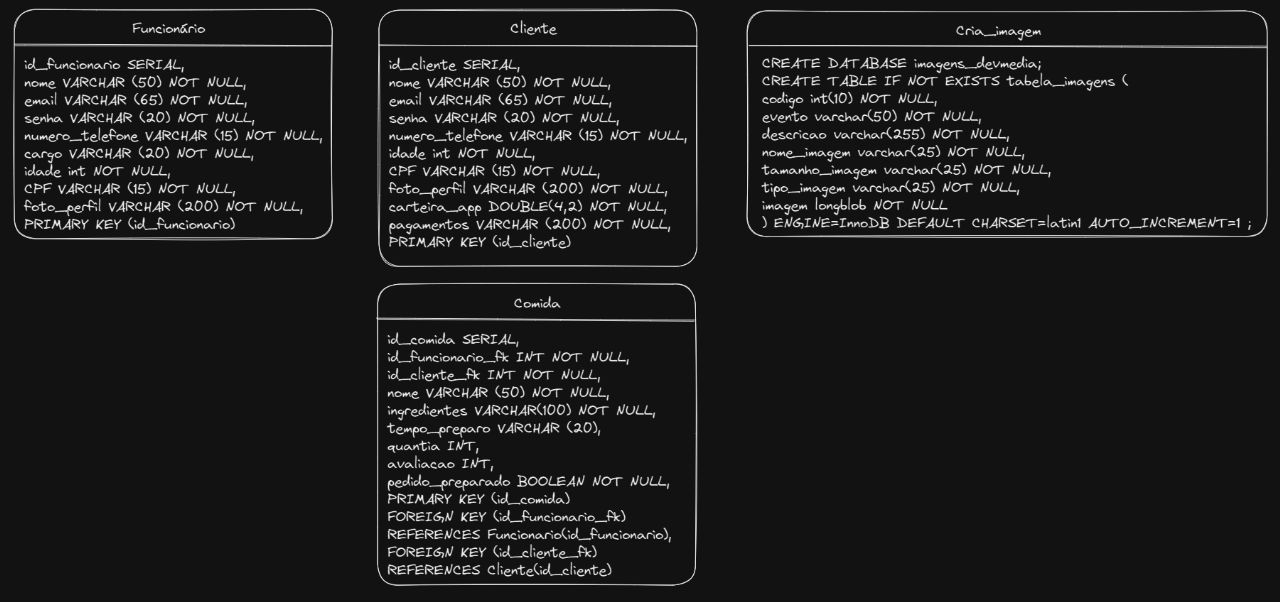 Funcionário
id_funcionario SERIAL,
nome VARCHAR (50) NOT NULL,
email VARCHAR (65) NOT NULL,
senha VARCHAR (20) NOT NULL,
numero_telefone VARCHAR (15) NOT NULL,
cargo VARCHAR (20) NOT NULL,
idade int NOT NULL,
CPF VARCHAR (15) NOT NULL,
foto_perfil VARCHAR (200) NOT NULL,
PRIMARY KEY (id_funcionario)
Cliente
id_cliente SERIAL,
nome VARCHAR (50) NOT NULL,
email VARCHAR (65) NOT NULL,
senha VARCHAR (20) NOT NULL,
numero_telefone VARCHAR (15) NOT NULL,
idade int NOT NULL,
CPF VARCHAR (15) NOT NULL,
foto_perfil VARCHAR (200) NOT NULL,
carteira_app DOUBLE(4,2) NOT NULL,
pagamentos VARCHAR (200) NOT NULL,
PRIMARY KEY (id_cliente)
Cria_imagem
CREATE DATABASE imagens_devmedia;
CREATE TABLE IF NOT EXISTS tabela_imagens (
codigo int(10) NOT NULL,
evento varchar(50) NOT NULL,
descricao varchar(255) NOT NULL,
nome_imagem varchar(25) NOT NULL,
tamanho_imagem varchar(25) NOT NULL,
tipo_imagem varchar(25) NOT NULL,
imagem longblob NOT NULL
) ENGINE=InnoDB DEFAULT CHARSET=latin1 AUTO_INCREMENT=1 ;
Comida
id_comida SERIAL,
id_funcionario_fk INT NOT NULL,
id_cliente_fk INT NOT NULL,
nome VARCHAR (50) NOT NULL,
ingredientes VARCHAR(100) NOT NULL,
tempo_preparo VARCHAR (20),
quantia INT,
avaliacao INT,
pedido_preparado BOOLEAN NOT NULL,
PRIMARY KEY (id_comida)
FOREIGN KEY (id_funcionario_fk)
REFERENCES Funcionario(id_funcionario),
FOREIGN KEY (id_cliente_fk)
REFERENCES Cliente(id_cliente)